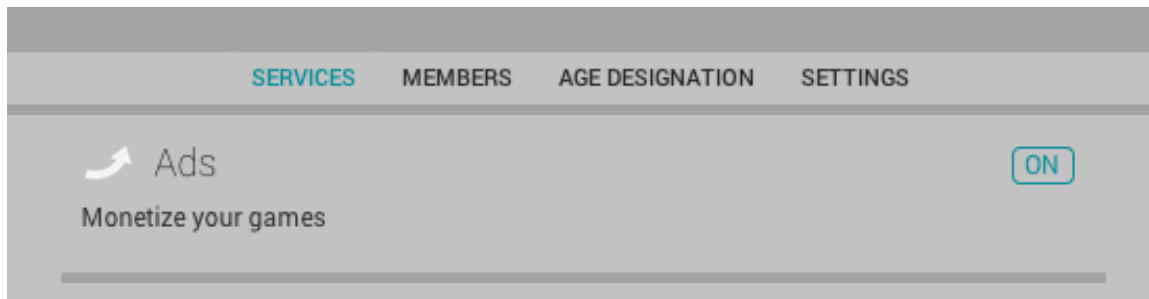 SERVICES MEMBERS AGE DESIGNATION SETTINGS
Ads ON
Monetize your games